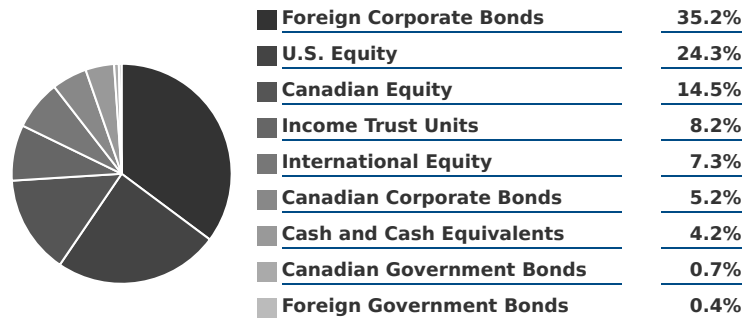 Foreign Corporate Bonds 35.2%
U.S. Equity 24.3%
Canadian Equity 14.5%
Income Trust Units 8.2%
International Equity 7.3%
Canadian Corporate Bonds 5.2%
Cash and Cash Equivalents 4.2%
Canadian Government Bonds 0.7%
Foreign Government Bonds 0.4%